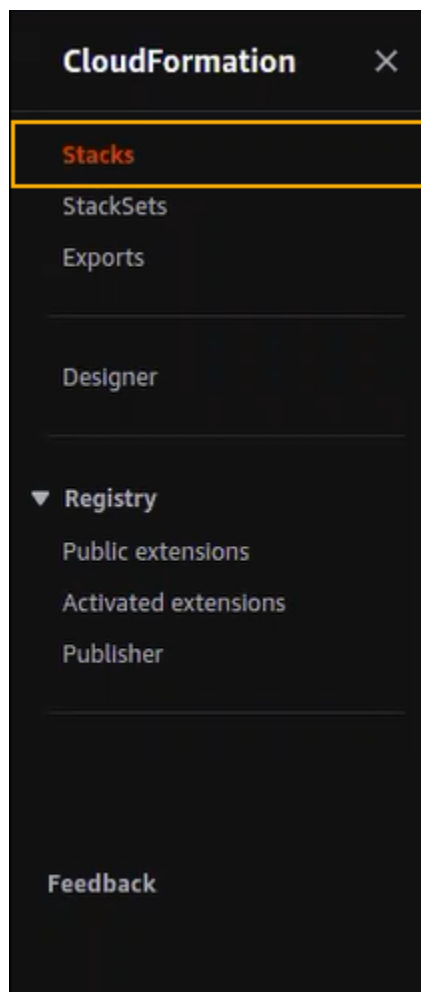 CloudFormation
Stacks
StackSets
Exports
Designer
Registry
Public extensions
Activated extensions
Publisher
Feedback